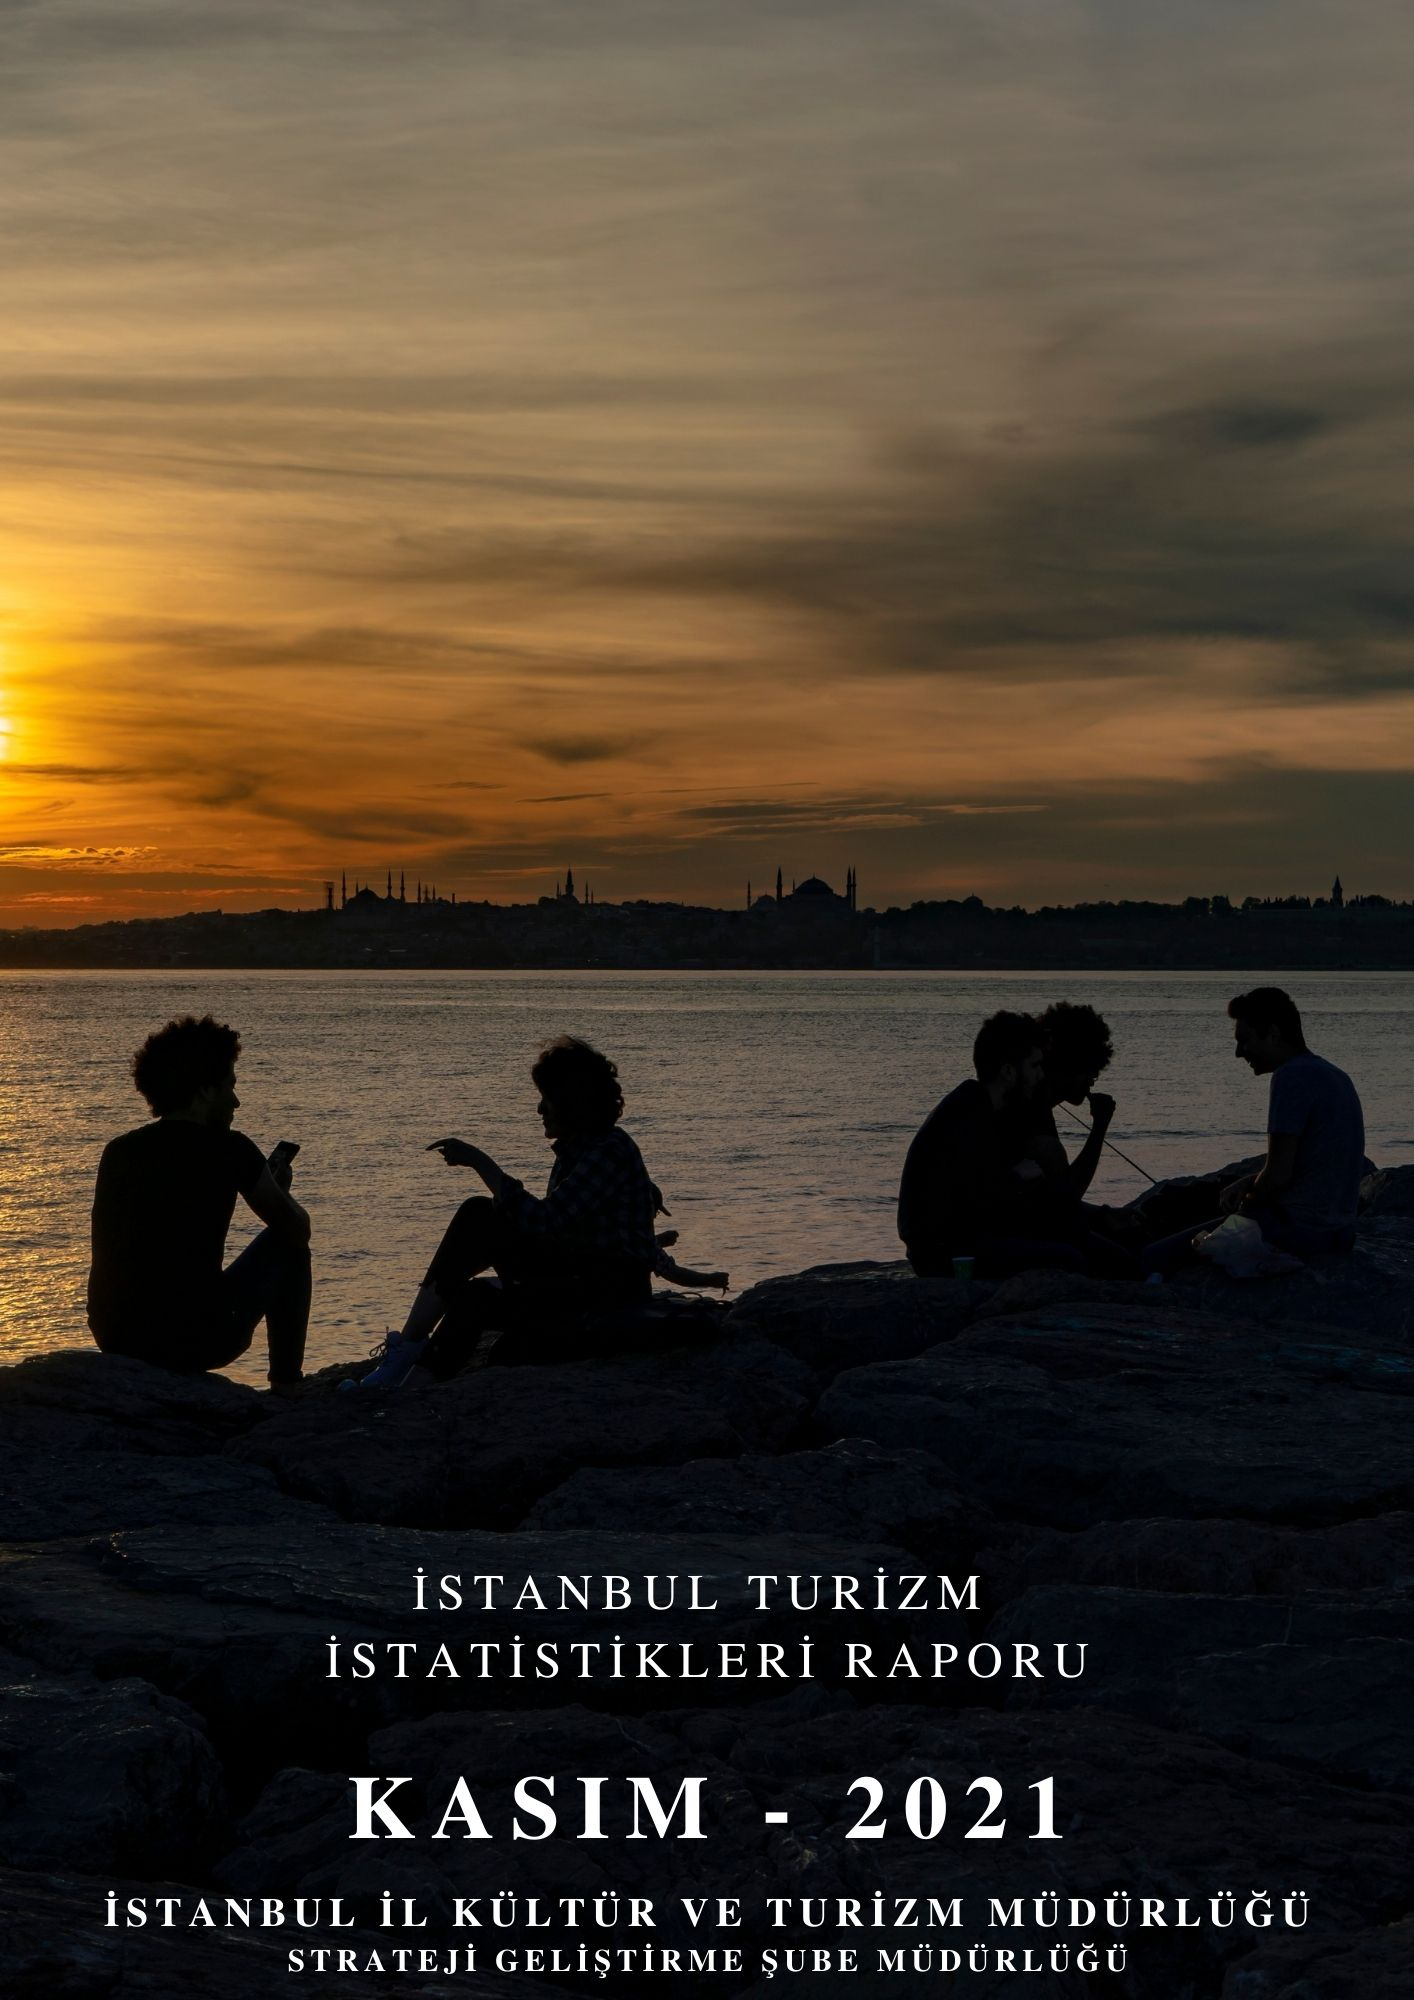 İSTANBUL TURİZM
İSTATİSTİKLERİ RAPORU
KASIM - 2021
İSTANBUL İL KÜLTÜR VE TURİZM MÜDÜRLÜĞÜ
STRATEJİ GELİŞTİRME ŞUBE MÜDÜRLÜĞÜ